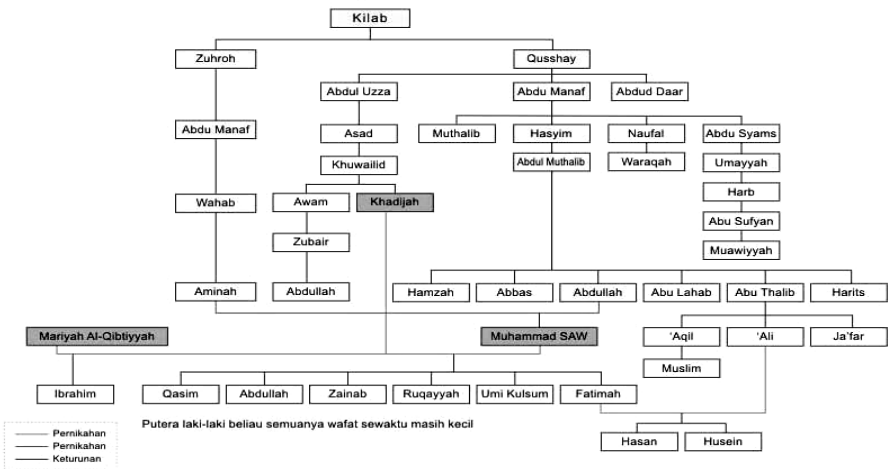 Kilab
Zuhroh
Qusshay
Abdul Uzza
Abdu Manaf
Abdud Daar
Abdu Manaf
Asad
Muthalib
Hasyim
Naufal
Abdu Syams
Khuwailid
Abdul Muthalib
Waraqah
Umayyah
Wahab
Awam
Khadijah
Harb
Abu Sufyan
Zubair
Muawiyyah
Aminah
Abdullah
Hamzah
Abbas
Abdullah
Abu Lahab
Abu Thalib
Harits
Mariyah Al-Qibtiyyah
Muhammad SAW
'Aqil
'Ali
Ja'far
Muslim
Ibrahim
Qasim
Abdullah
Zainab
Ruqayyah
Umi Kulsum
Fatimah
Putera laki-laki beliau semuanya wafat sewaktu masih kecil
Hasan
Husein
Pernikahan
Pernikahan
Keturunan